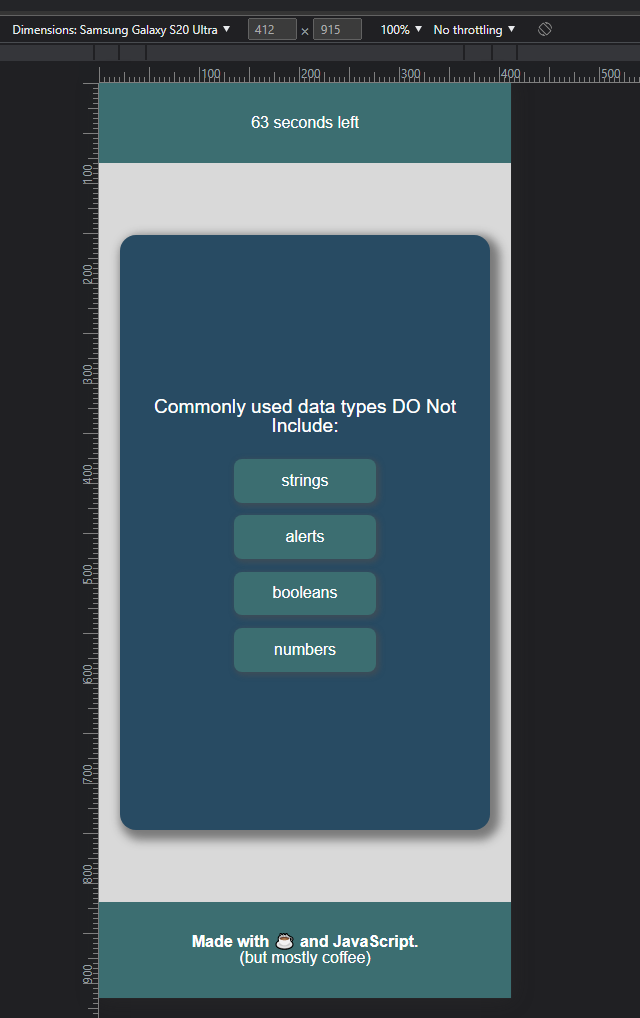 Dimensions: Samsung Galaxy S20 Ultra ▼ 412 × 915 100% ▼ No throttling ▼
100 200 300 400 500
63 seconds left
100
200
300
Commonly used data types DO Not
Include:
400
strings
alerts
500
booleans
numbers
600
700
800
Made with ☕ and JavaScript.
(but mostly coffee)
900